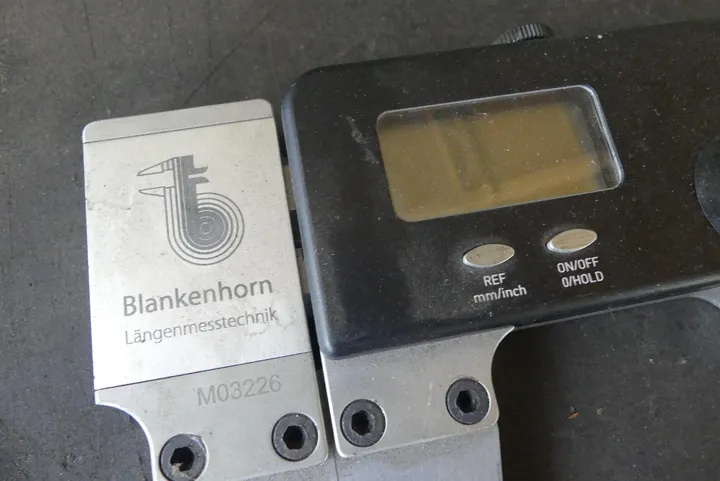 Blankenhorn
Längenmesstechnik
M03226
REF
mm/inch
ON/OFF
0/HOLD